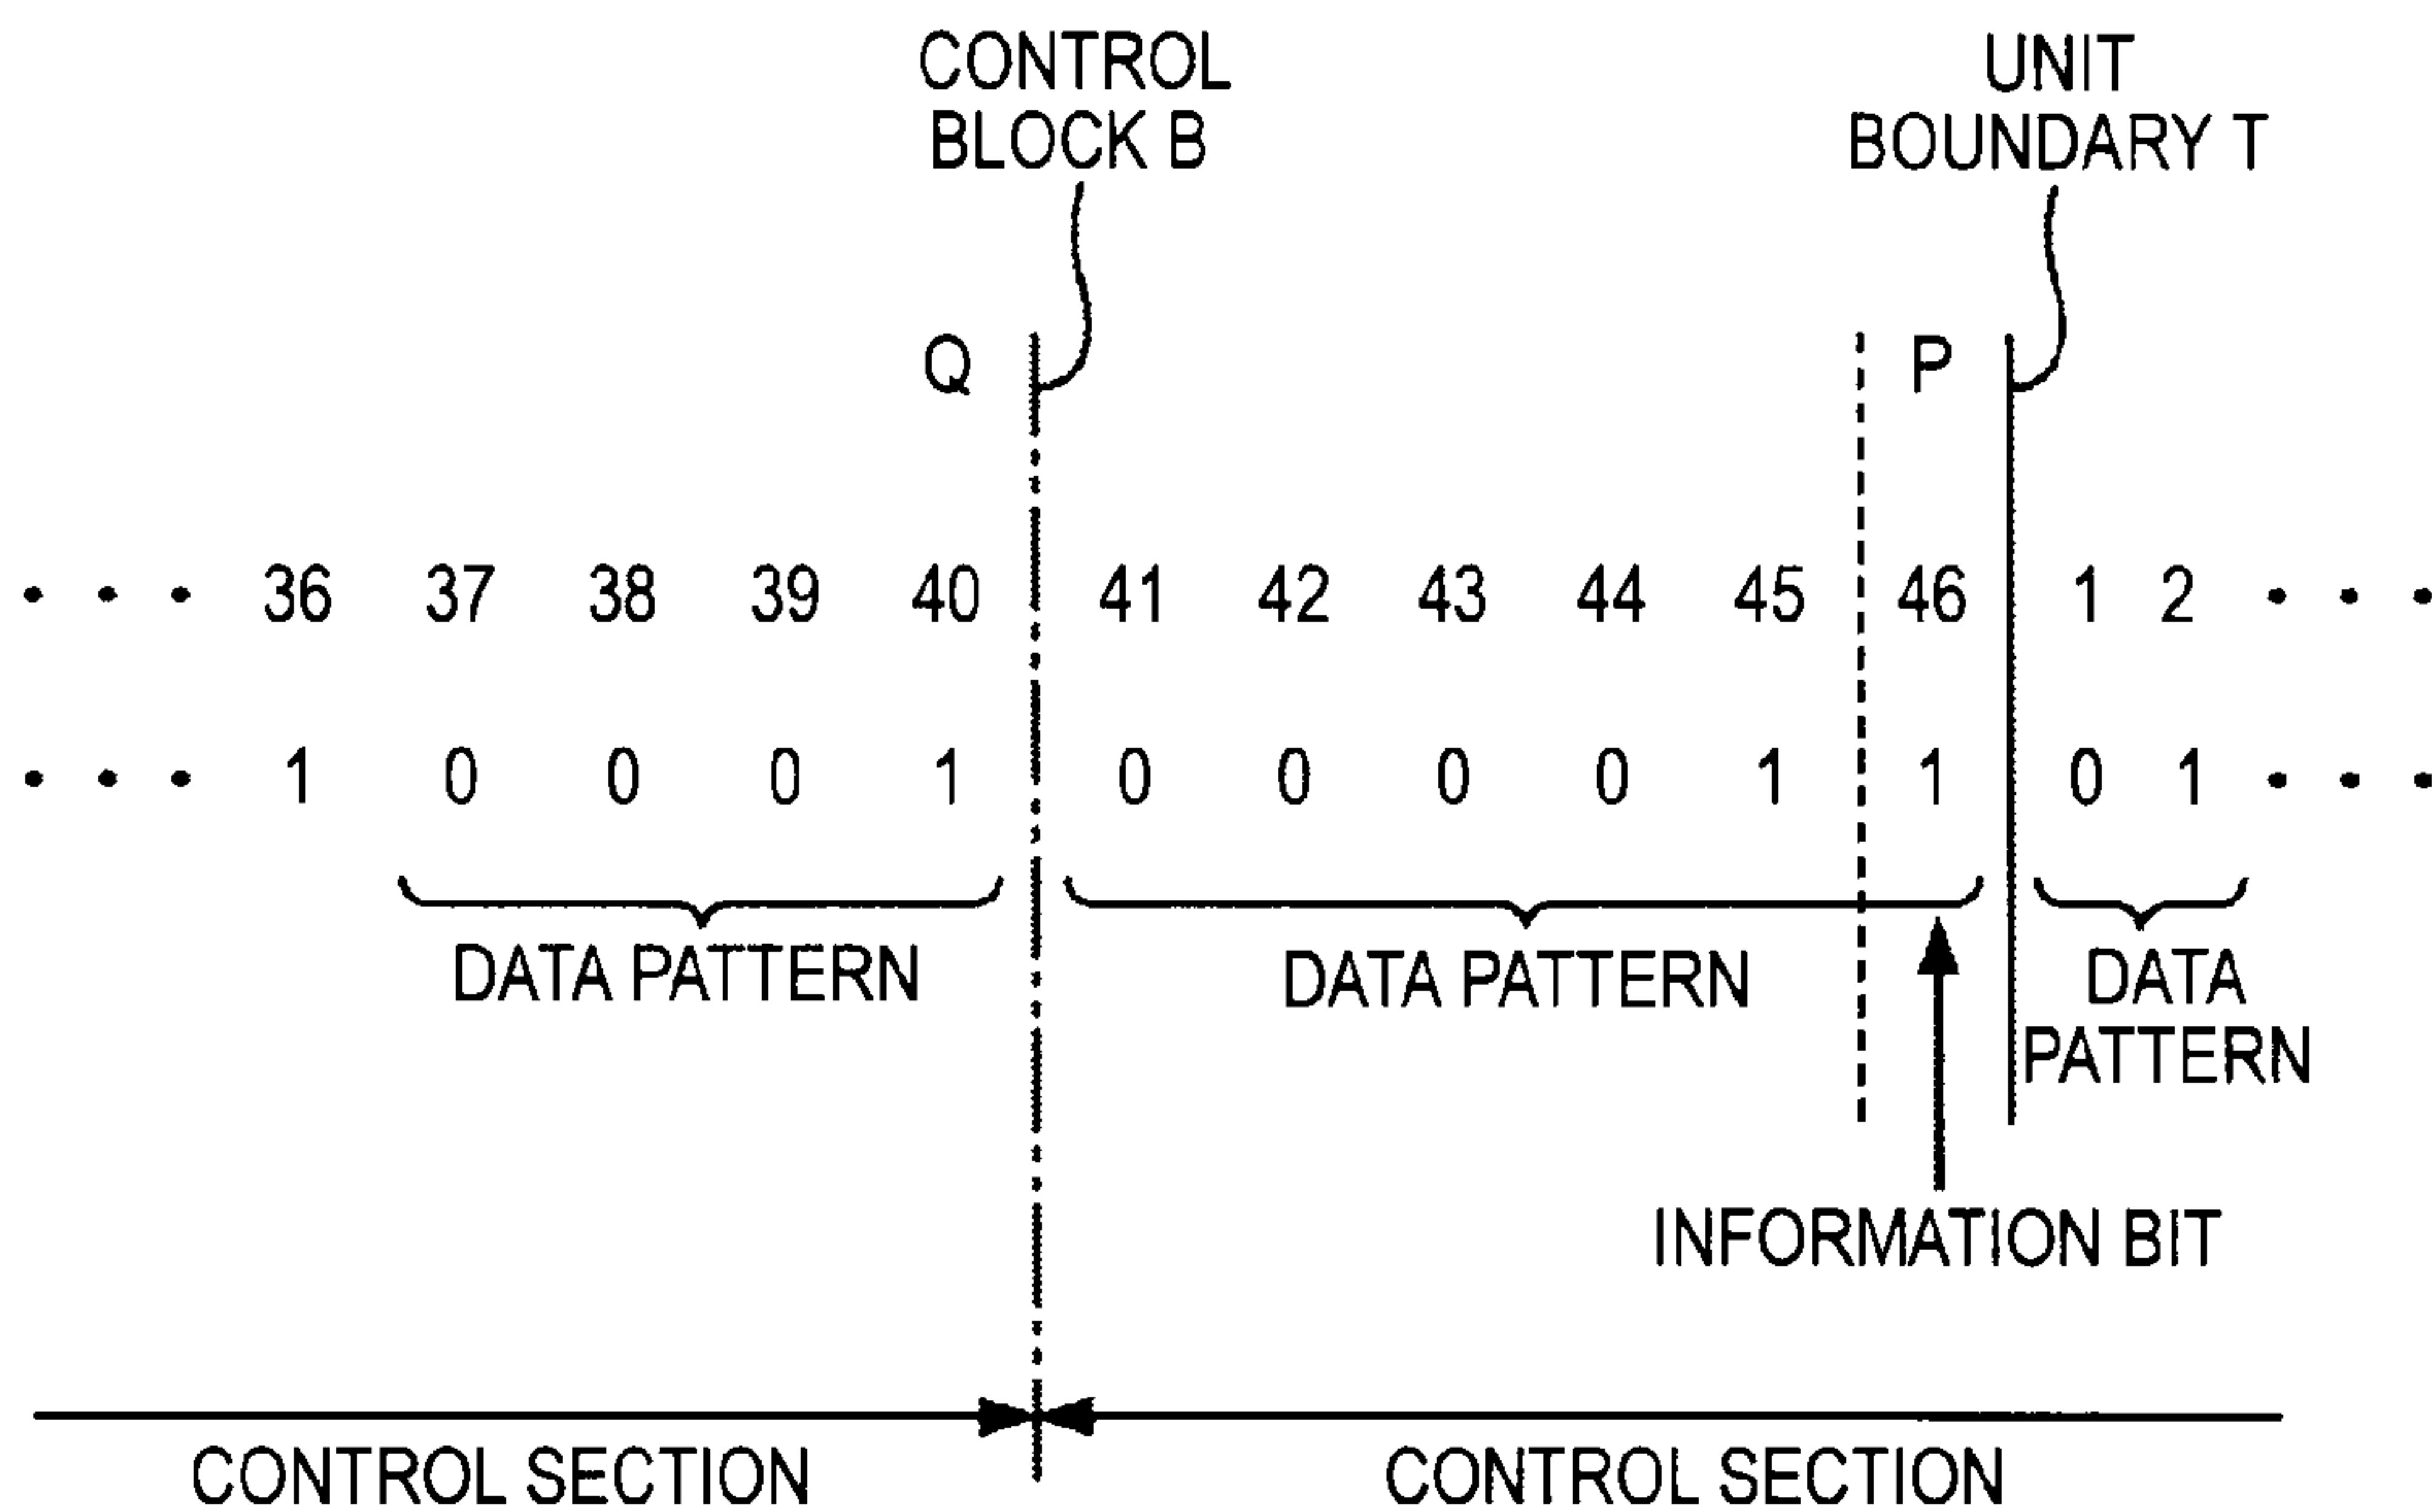 CONTROL
BLOCK B
UNIT
BOUNDARY T
Q
P
• • • 36 37 38 39 40 41 42 43 44 45 46 1 2 • • •
• • • 1 0 0 0 1 0 0 0 0 1 1 0 1 • • •
DATA PATTERN
DATA PATTERN
DATA
PATTERN
INFORMATION BIT
CONTROL SECTION
CONTROL SECTION